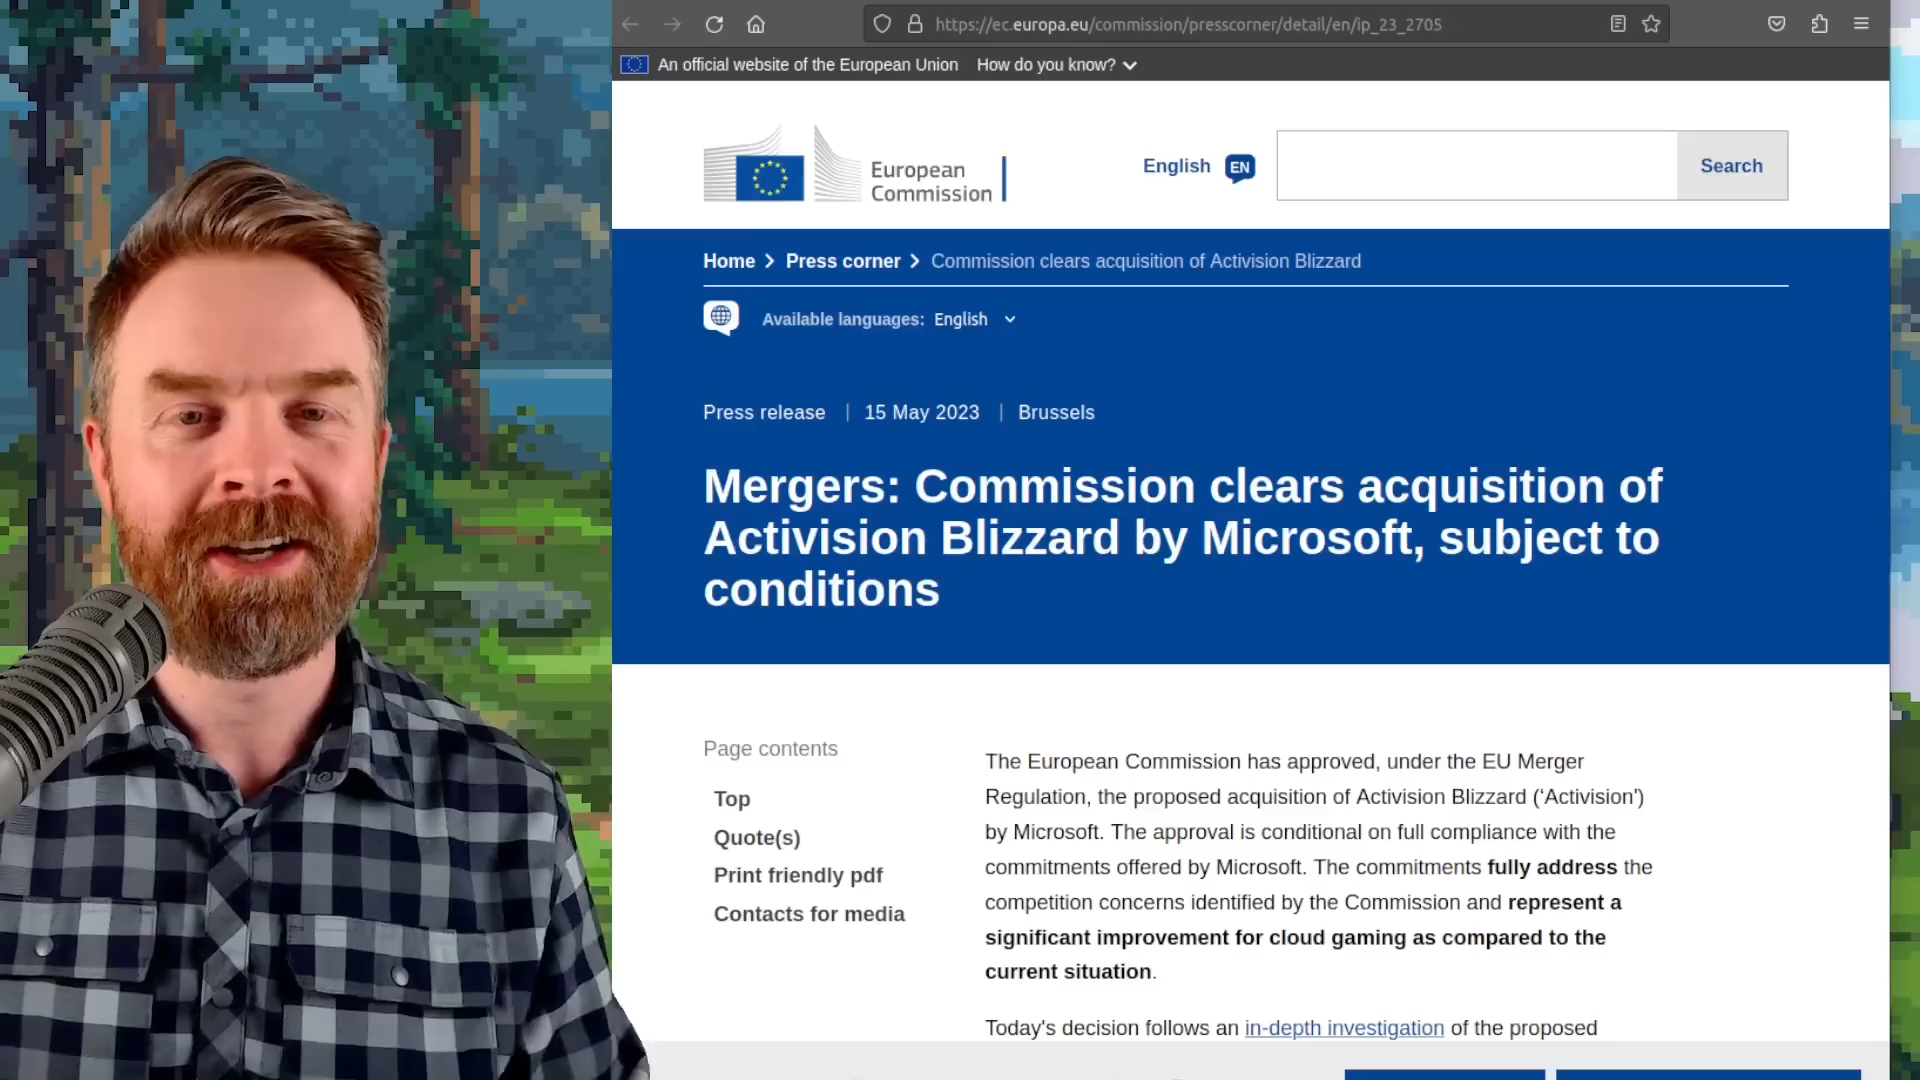 https://ec.europa.eu/commission/presscorner/detail/en/ip_23_2705
An official website of the European Union How do you know?
European
Commission
English EN
Search
Home Press corner Commission clears acquisition of Activision Blizzard
Available languages: English
Press release | 15 May 2023 | Brussels
Mergers: Commission clears acquisition of
Activision Blizzard by Microsoft, subject to
conditions
Page contents
Top
Quote(s)
Print friendly pdf
Contacts for media
The European Commission has approved, under the EU Merger
Regulation, the proposed acquisition of Activision Blizzard (‘Activision')
by Microsoft. The approval is conditional on full compliance with the
commitments offered by Microsoft. The commitments fully address the
competition concerns identified by the Commission and represent a
significant improvement for cloud gaming as compared to the
current situation.
Today's decision follows an in-depth investigation of the proposed